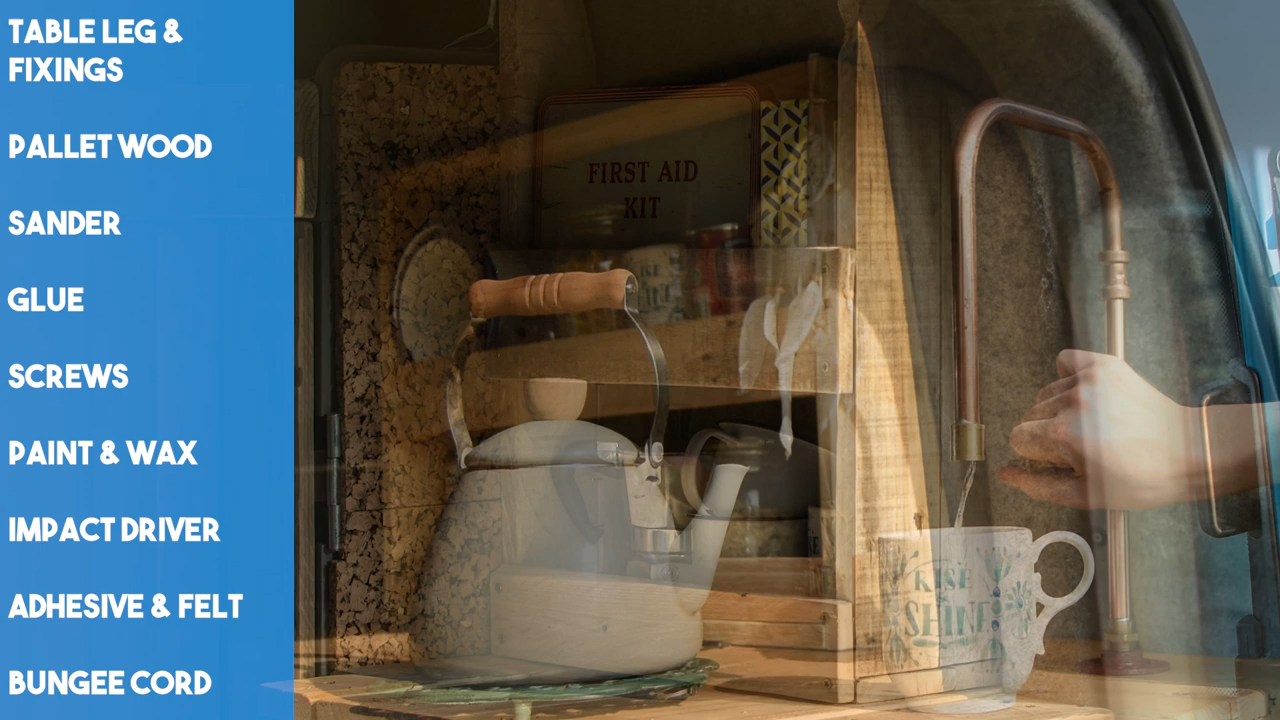 TABLE LEG &
FIXINGS
PALLET WOOD
SANDER
GLUE
SCREWS
PAINT & WAX
IMPACT DRIVER
ADHESIVE & FELT
BUNGEE CORD
FIRST AID
KIT
RISE
SHINE